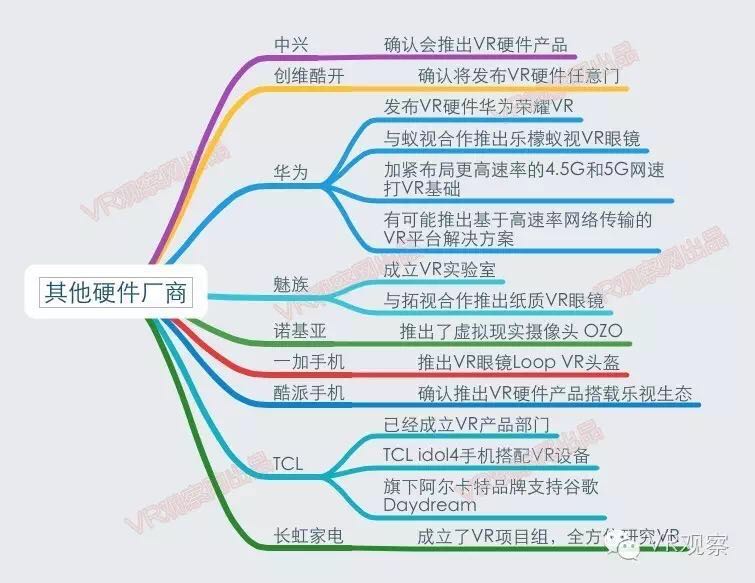 中兴 确认会推出VR硬件产品
创维酷开 确认将发布VR硬件任意门
发布VR硬件华为荣耀VR
与蚁视合作推出乐檬蚁视VR眼镜
华为
加紧布局更高速率的4.5G和5G网速
打VR基础
有可能推出基于高速率网络传输的
VR平台解决方案
其他硬件厂商
成立VR实验室
魅族
与拓视合作推出纸质VR眼镜
诺基亚 推出了虚拟现实摄像头 OZO
一加手机 推出VR眼镜Loop VR头盔
酷派手机 确认推出VR硬件产品搭载乐视生态
已经成立VR产品部门
TCL
TCL idol4手机搭配VR设备
旗下阿尔卡特品牌支持谷歌
Daydream
长虹家电 成立了VR项目组，全方位研究VR
VR观察
VR观察网出品
VR观察网出品
VR观察网出品
VR观察网出品
VR观察网出品